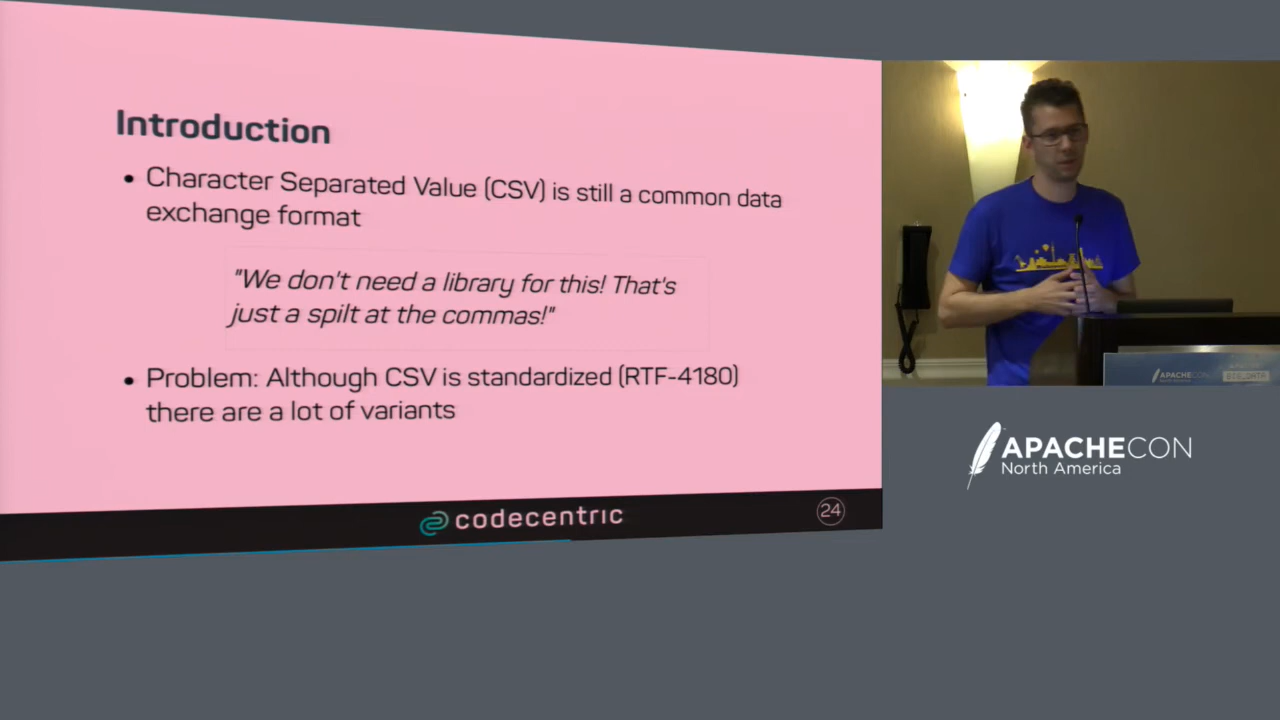 Introduction
• Character Separated Value (CSV) is still a common data
exchange format
"We don't need a library for this! That's
just a spilt at the commas!"
• Problem: Although CSV is standardized (RTF-4180)
there are a lot of variants
codecentric
24
APACHECON
APACHECON
North America